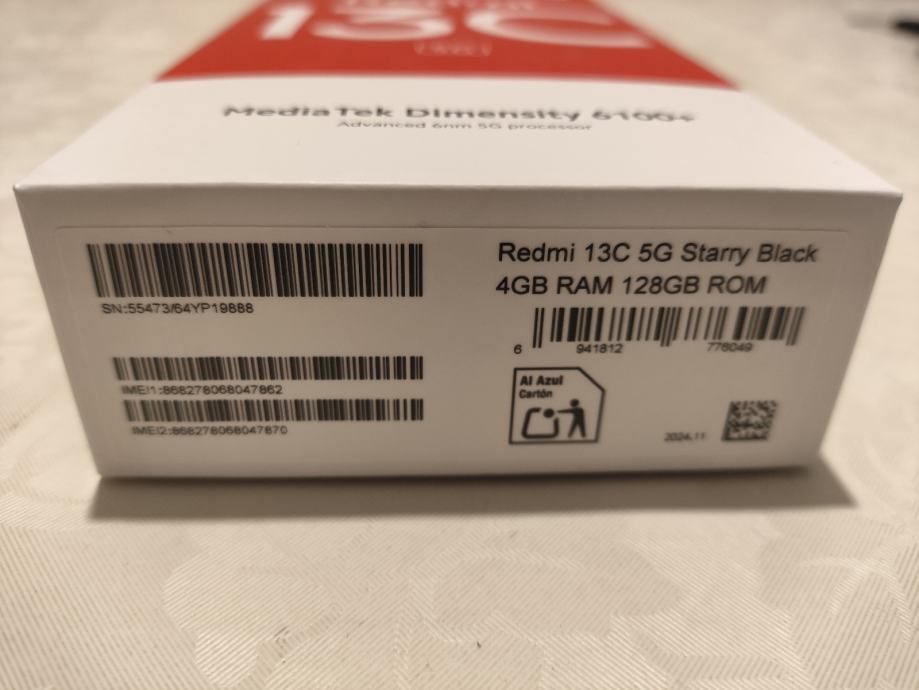 13C
MediaTek Dimensity 6100+
Advanced 6nm 5G processor
SN:55473/64YP19888
IMEI1:868278068047862
IMEI2:868278068047870
Redmi 13C 5G Starry Black
4GB RAM 128GB ROM
6 941812 776049
Al Azul
Cartón
2024.11